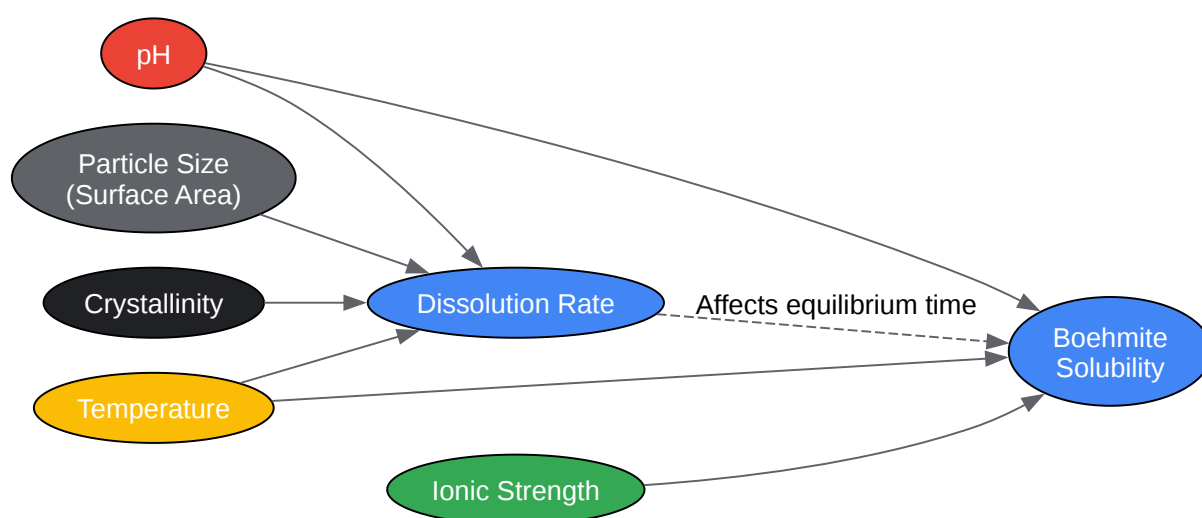 pH
Particle Size
(Surface Area)
Crystallinity
Dissolution Rate
Affects equilibrium time
Boehmite
Solubility
Temperature
Ionic Strength